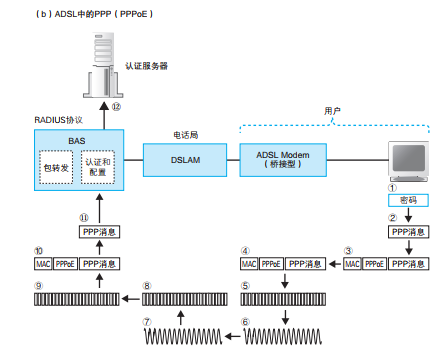 (b) ADSL中的PPP(PPPoE)
认证服务器
⑫
RADIUS协议
用户
BAS
电话局
包转发
认证和
配置
DSLAM
ADSL Modem
(桥接型)
①
密码
⑪
②
PPP消息
PPP消息
⑩
④
③
MAC PPPoE PPP消息
MAC PPPoE PPP消息
MAC PPPoE PPP消息
⑨
⑧
⑤
⑦
⑥